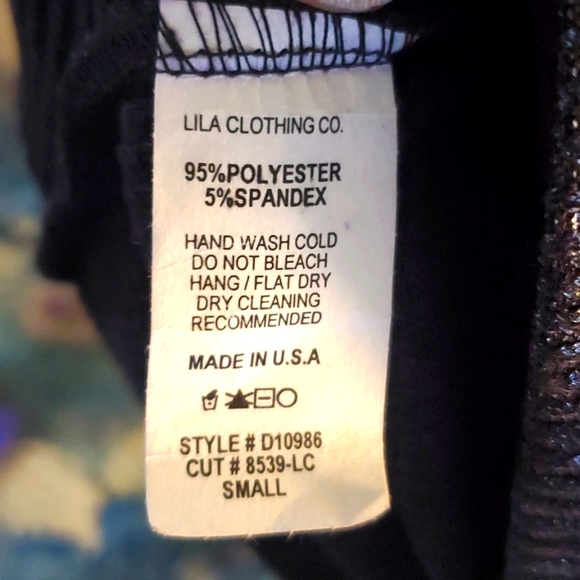 LILA CLOTHING CO.
95%POLYESTER
5%SPANDEX
HAND WASH COLD
DO NOT BLEACH
HANG / FLAT DRY
DRY CLEANING
RECOMMENDED
MADE IN U.S.A
STYLE # D10986
CUT # 8539-LC
SMALL